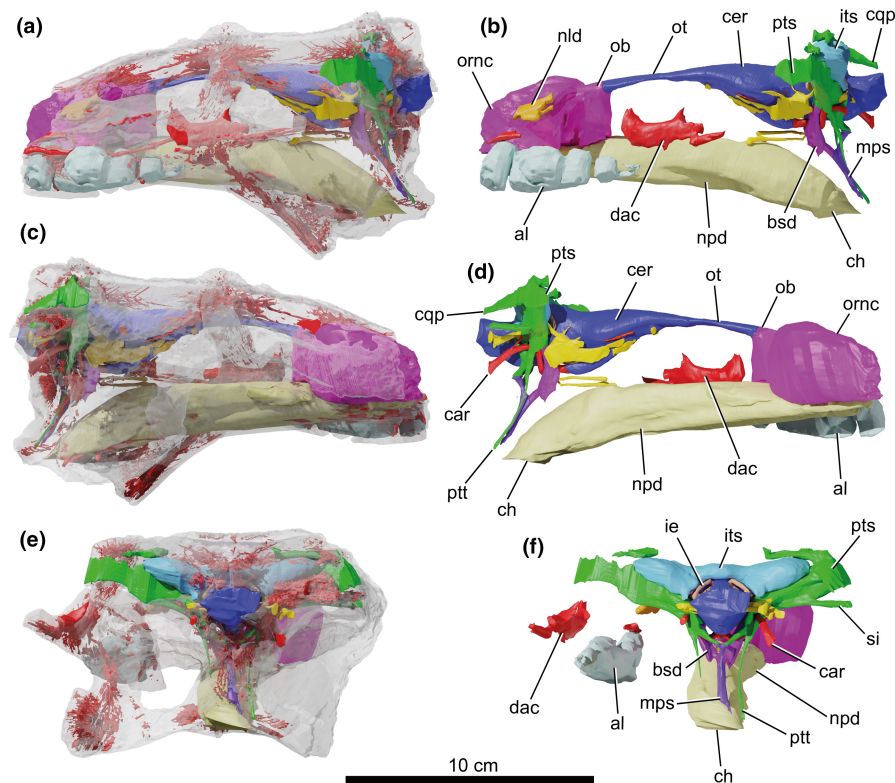 (a)
(b)
ornc
nld
ob
ot
cer
pts
its
cqp
al
dac
npd
bsd
mps
ch
(c)
(d)
cqp
pts
cer
ot
ob
ornc
car
ptt
ch
npd
dac
al
(e)
(f)
ie
its
pts
si
dac
al
bsd
mps
car
npd
ptt
ch
10 cm